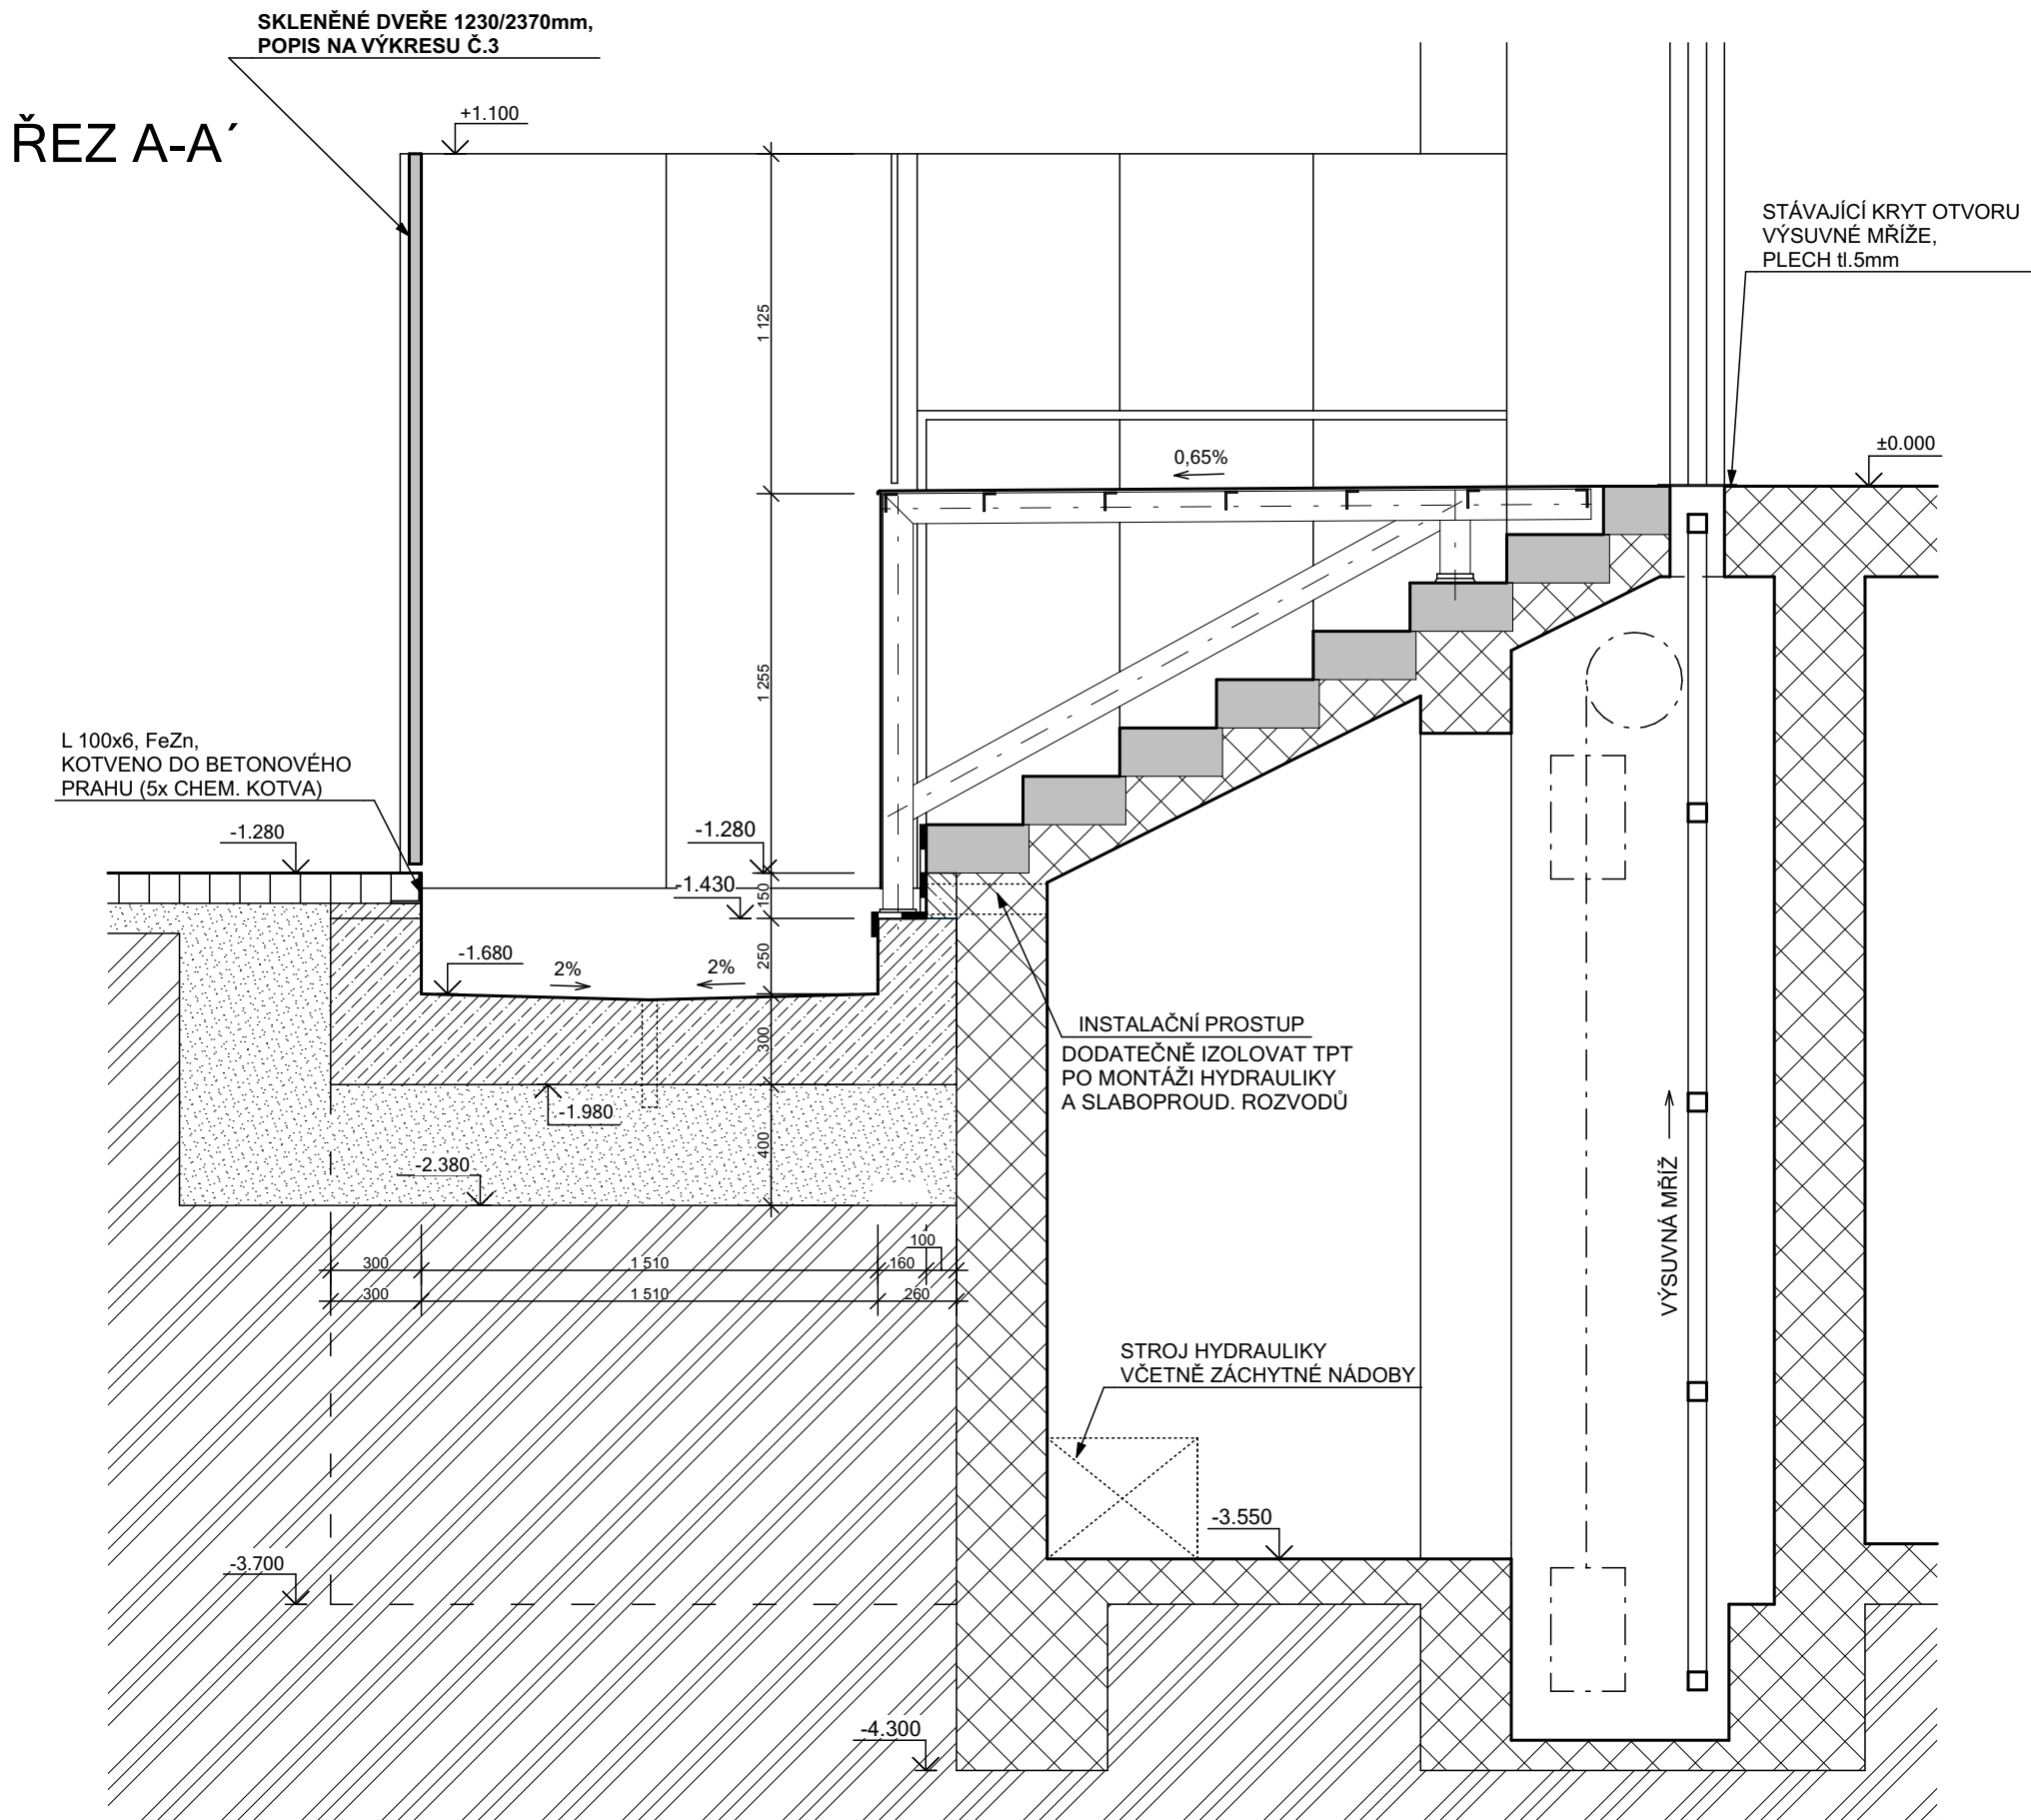 SKLENĚNÉ DVEŘE 1230/2370mm,
POPIS NA VÝKRESU Č.3
ŘEZ A-A´
+1.100
STÁVAJÍCÍ KRYT OTVORU
VÝSUVNÉ MŘÍŽE,
PLECH tl.5mm
1 125
±0.000
0,65%
1 255
L 100x6, FeZn,
KOTVENO DO BETONOVÉHO
PRAHU (5x CHEM. KOTVA)
-1.280
-1.280
-1.430
150
-1.680
2%
2%
250
INSTALAČNÍ PROSTUP
DODATEČNĚ IZOLOVAT TPT
PO MONTÁŽI HYDRAULIKY
A SLABOPROUD. ROZVODŮ
300
-1.980
400
-2.380
VÝSUVNÁ MŘÍŽ
100
300
1 510
160
300
1 510
260
STROJ HYDRAULIKY
VČETNĚ ZÁCHYTNÉ NÁDOBY
-3.550
-3.700
-4.300